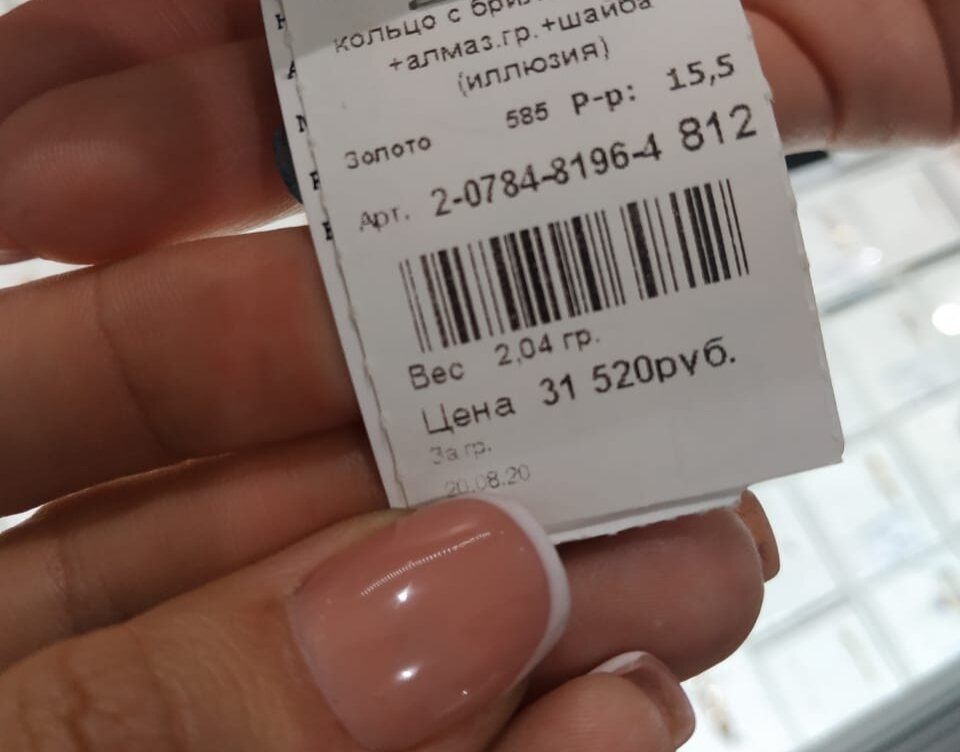 кольцо с
+алмаз.гр.+шайба
(иллюзия)
Золото 585 Р-р: 15,5
Арт. 2-0784-8196-4 812
Вес 2,04 гр.
Цена 31 520руб.
За гр.
20.08.20